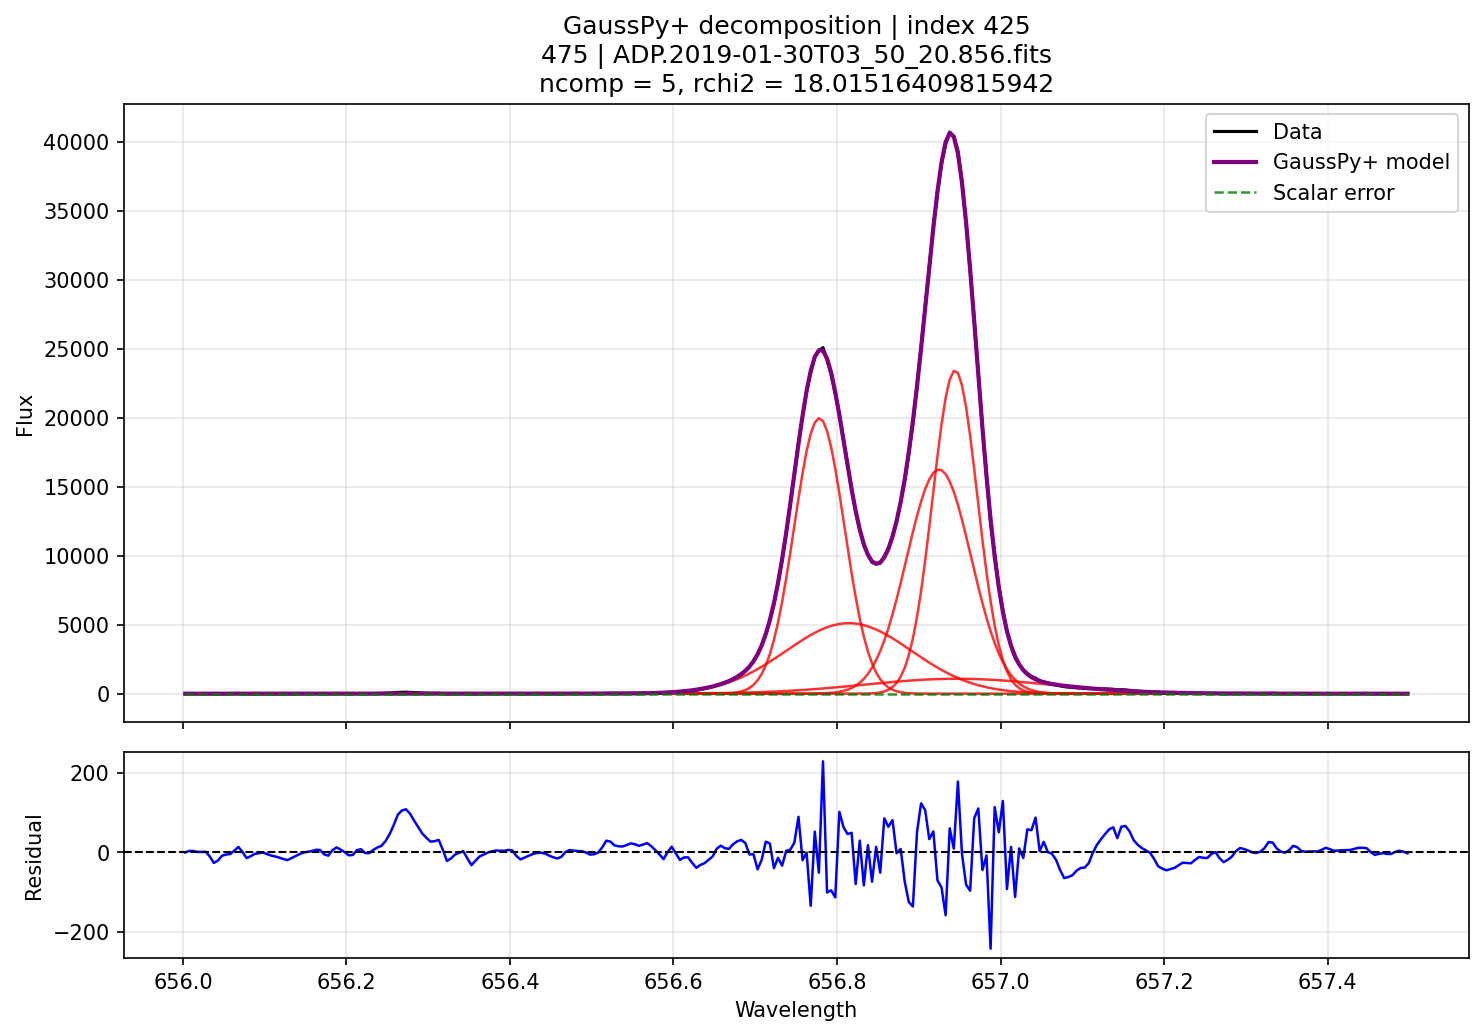 GaussPy+ decomposition | index 425
475 | ADP.2019-01-30T03_50_20.856.fits
ncomp = 5, rchi2 = 18.01516409815942
Data
GaussPy+ model
Scalar error
40000
35000
30000
25000
20000
15000
10000
5000
0
Flux
200
0
−200
Residual
656.0
656.2
656.4
656.6
656.8
657.0
657.2
657.4
Wavelength